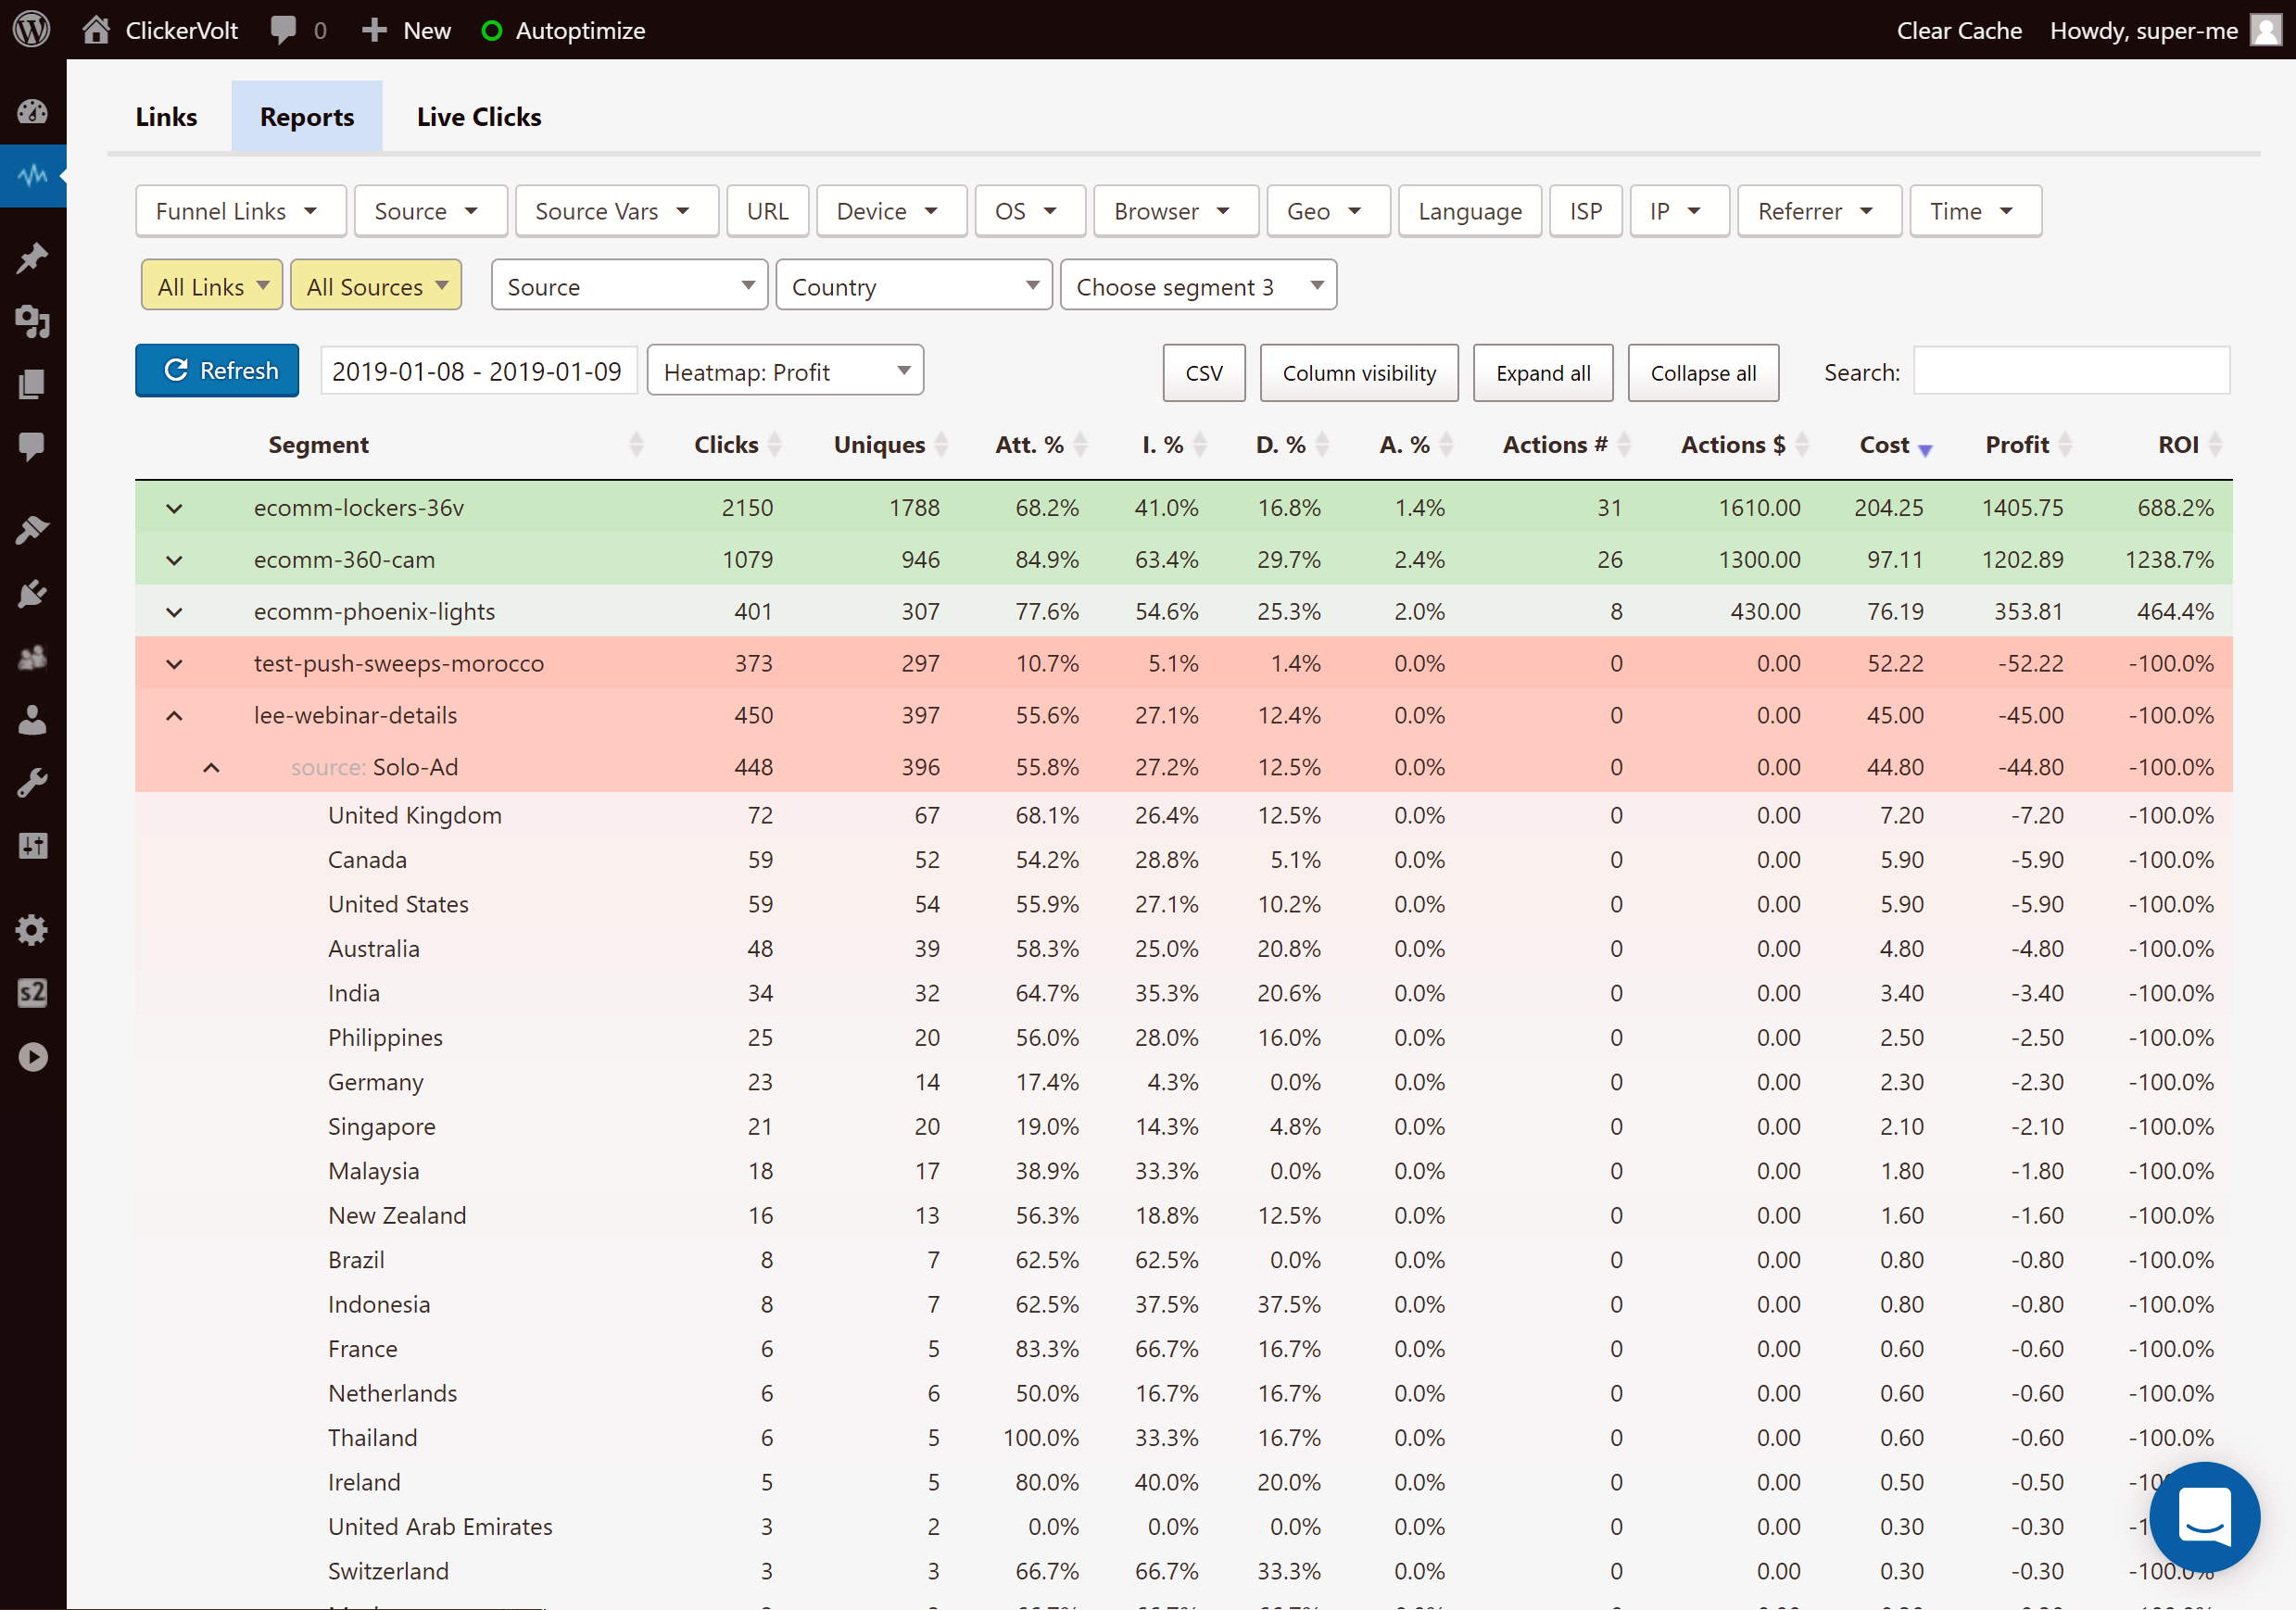 ClickerVolt 0 New Autoptimize Clear Cache Howdy, super-me
Links Reports Live Clicks
Funnel Links Source Source Vars URL Device OS Browser Geo Language ISP IP Referrer Time
All Links All Sources Source Country Choose segment 3
Refresh 2019-01-08 - 2019-01-09 Heatmap: Profit CSV Column visibility Expand all Collapse all Search:
Segment Clicks Uniques Att. % I. % D. % A. % Actions # Actions $ Cost Profit ROI
ecomm-lockers-36v 2150 1788 68.2% 41.0% 16.8% 1.4% 31 1610.00 204.25 1405.75 688.2%
ecomm-360-cam 1079 946 84.9% 63.4% 29.7% 2.4% 26 1300.00 97.11 1202.89 1238.7%
ecomm-phoenix-lights 401 307 77.6% 54.6% 25.3% 2.0% 8 430.00 76.19 353.81 464.4%
test-push-sweeps-morocco 373 297 10.7% 5.1% 1.4% 0.0% 0 0.00 52.22 -52.22 -100.0%
lee-webinar-details 450 397 55.6% 27.1% 12.4% 0.0% 0 0.00 45.00 -45.00 -100.0%
source: Solo-Ad 448 396 55.8% 27.2% 12.5% 0.0% 0 0.00 44.80 -44.80 -100.0%
United Kingdom 72 67 68.1% 26.4% 12.5% 0.0% 0 0.00 7.20 -7.20 -100.0%
Canada 59 52 54.2% 28.8% 5.1% 0.0% 0 0.00 5.90 -5.90 -100.0%
United States 59 54 55.9% 27.1% 10.2% 0.0% 0 0.00 5.90 -5.90 -100.0%
Australia 48 39 58.3% 25.0% 20.8% 0.0% 0 0.00 4.80 -4.80 -100.0%
India 34 32 64.7% 35.3% 20.6% 0.0% 0 0.00 3.40 -3.40 -100.0%
Philippines 25 20 56.0% 28.0% 16.0% 0.0% 0 0.00 2.50 -2.50 -100.0%
Germany 23 14 17.4% 4.3% 0.0% 0.0% 0 0.00 2.30 -2.30 -100.0%
s2 Singapore 21 20 19.0% 14.3% 4.8% 0.0% 0 0.00 2.10 -2.10 -100.0%
Malaysia 18 17 38.9% 33.3% 0.0% 0.0% 0 0.00 1.80 -1.80 -100.0%
New Zealand 16 13 56.3% 18.8% 12.5% 0.0% 0 0.00 1.60 -1.60 -100.0%
Brazil 8 7 62.5% 62.5% 0.0% 0.0% 0 0.00 0.80 -0.80 -100.0%
Indonesia 8 7 62.5% 37.5% 37.5% 0.0% 0 0.00 0.80 -0.80 -100.0%
France 6 5 83.3% 66.7% 16.7% 0.0% 0 0.00 0.60 -0.60 -100.0%
Netherlands 6 6 50.0% 16.7% 16.7% 0.0% 0 0.00 0.60 -0.60 -100.0%
Thailand 6 5 100.0% 33.3% 16.7% 0.0% 0 0.00 0.60 -0.60 -100.0%
Ireland 5 5 80.0% 40.0% 20.0% 0.0% 0 0.00 0.50 -0.50
United Arab Emirates 3 2 0.0% 0.0% 0.0% 0.0% 0 0.00 0.30 -0.30
Switzerland 3 3 66.7% 66.7% 33.3% 0.0% 0 0.00 0.30 -0.30 -100.0%